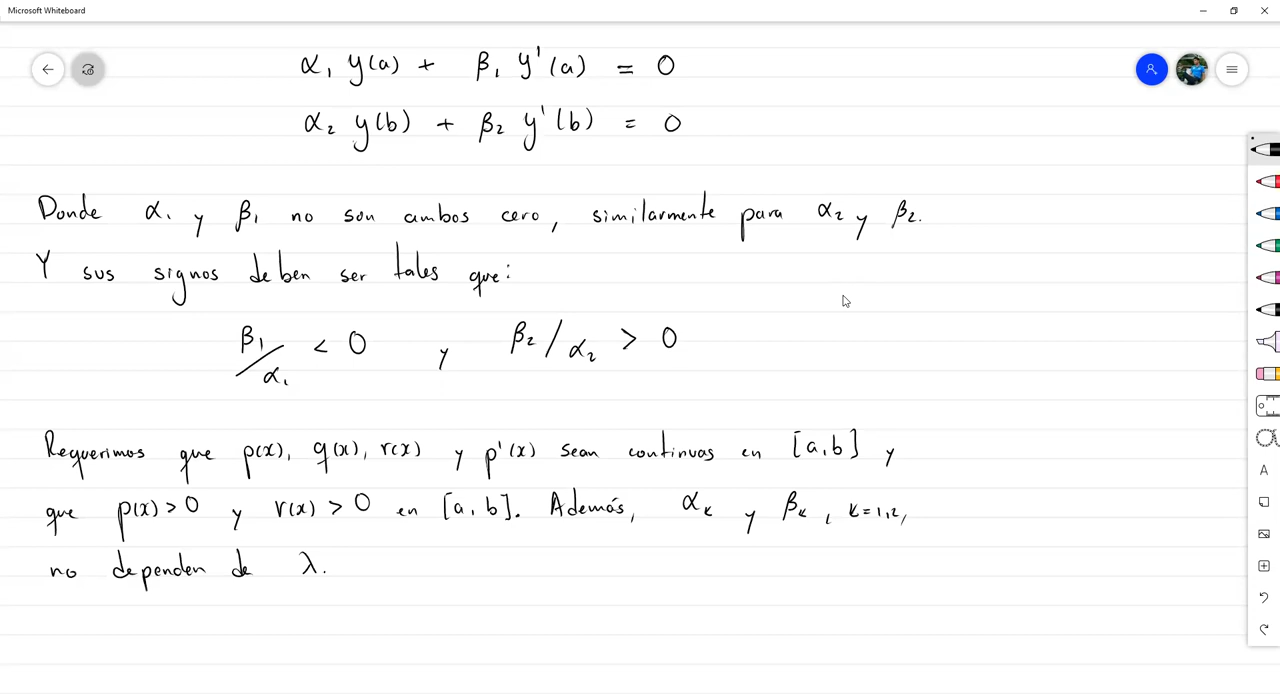 Microsoft Whiteboard
α₁ y(a) + β₁ y'(a) = 0
α₂ y(b) + β₂ y'(b) = 0
Donde α₁ y β₁ no son ambos cero, similarmente para α₂ y β₂.
Y sus signos deben ser tales que:
β₁/α₁ < 0 y β₂/α₂ > 0
Requerimos que p(x), q(x), r(x) y p'(x) sean continuas en [a,b] y
que p(x) > 0 y r(x) > 0 en [a,b]. Además, αₖ y βₖ, k=1,2,
no dependen de λ.
A